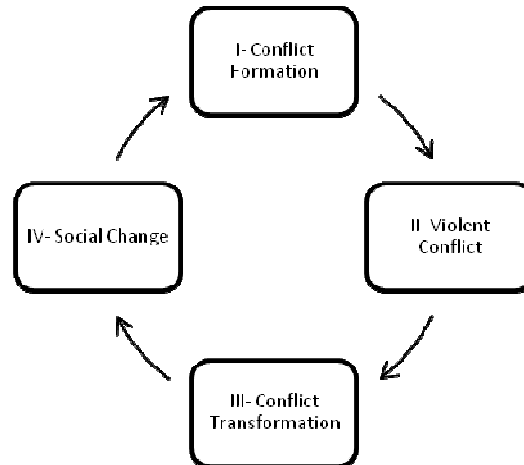 I- Conflict
Formation
II- Violent
Conflict
III- Conflict
Transformation
IV- Social Change